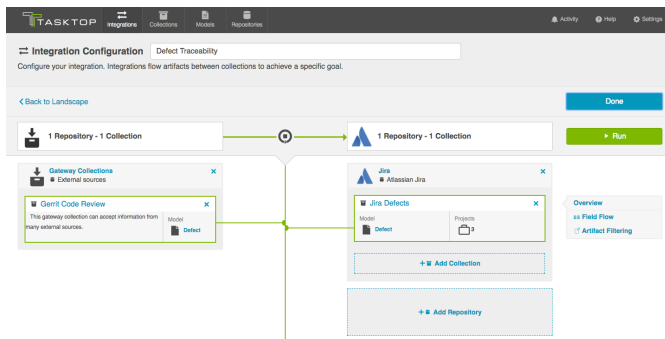 TASKTOP
Integrations
Collections
Models
Repositories
Activity
Help
Settings
Integration Configuration
Defect Traceability
Configure your integration. Integrations flow artifacts between collections to achieve a specific goal.
Back to Landscape
Done
1 Repository - 1 Collection
1 Repository - 1 Collection
Run
Gateway Collections
External sources
Gerrit Code Review
This gateway collection can accept information from
many external sources.
Model
Defect
Jira
Atlassian Jira
Jira Defects
Model
Defect
Projects
3
+ Add Collection
+ Add Repository
Overview
Field Flow
Artifact Filtering